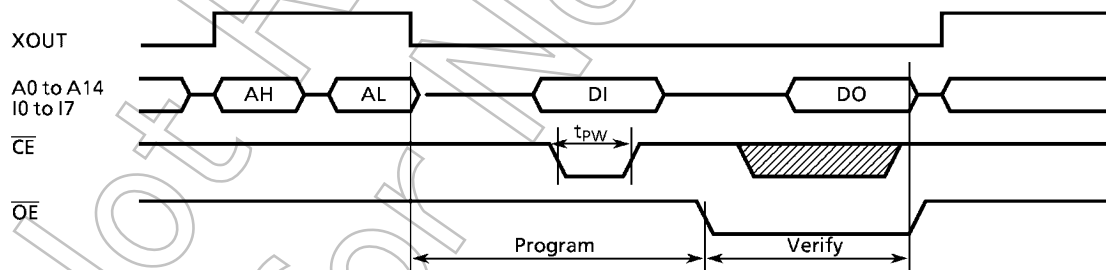 XOUT
A0 to A14
I0 to I7
AH
AL
DI
DO
CE
tPW
OE
Program
Verify